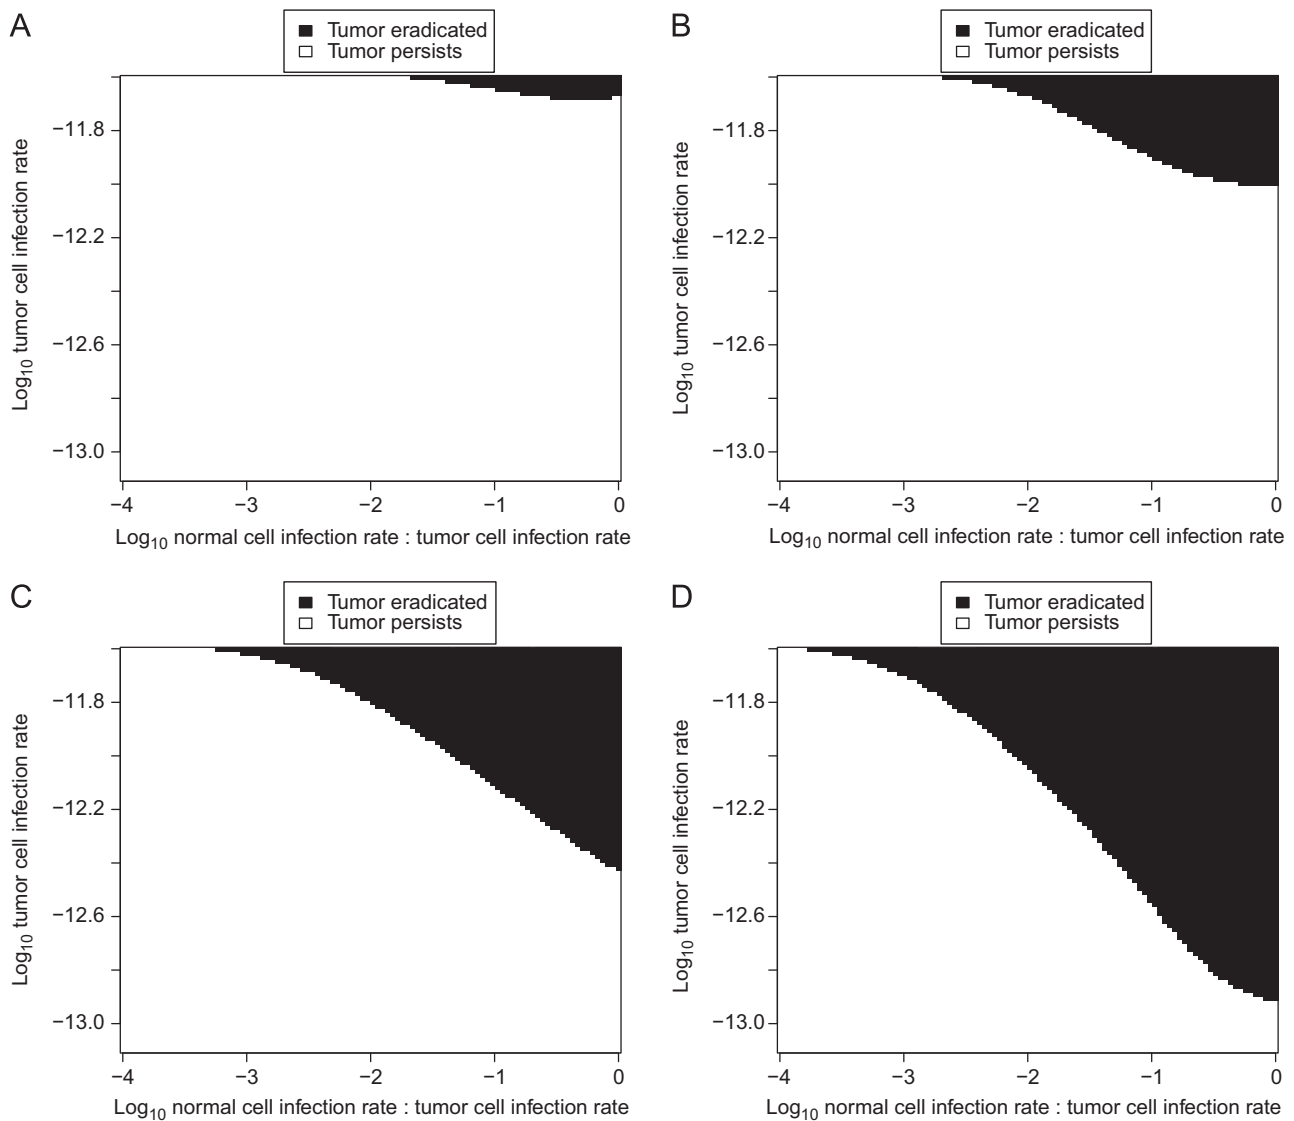 A
Tumor eradicated
Tumor persists
Log10 tumor cell infection rate
−11.8
−12.2
−12.6
−13.0
−4 −3 −2 −1 0
Log10 normal cell infection rate : tumor cell infection rate
B
Tumor eradicated
Tumor persists
Log10 tumor cell infection rate
−11.8
−12.2
−12.6
−13.0
−4 −3 −2 −1 0
Log10 normal cell infection rate : tumor cell infection rate
C
Tumor eradicated
Tumor persists
Log10 tumor cell infection rate
−11.8
−12.2
−12.6
−13.0
−4 −3 −2 −1 0
Log10 normal cell infection rate : tumor cell infection rate
D
Tumor eradicated
Tumor persists
Log10 tumor cell infection rate
−11.8
−12.2
−12.6
−13.0
−4 −3 −2 −1 0
Log10 normal cell infection rate : tumor cell infection rate